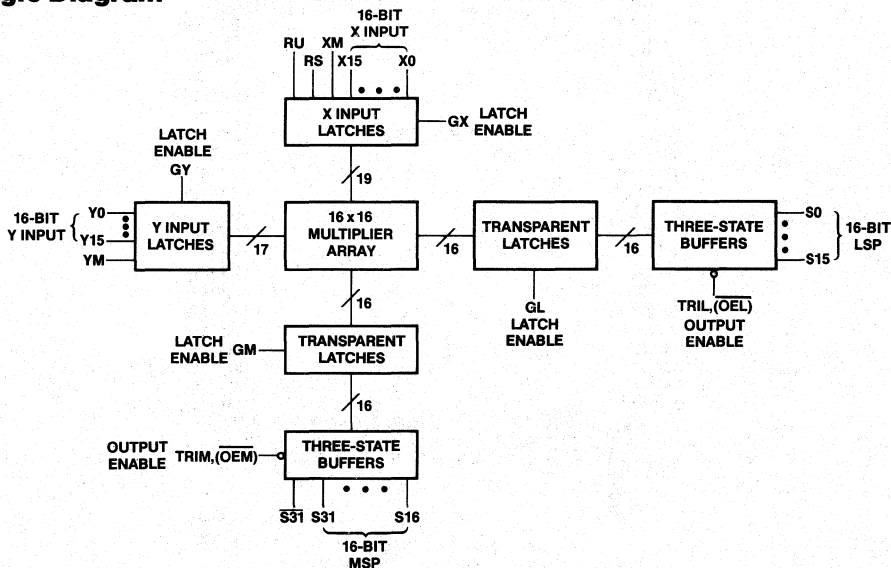 gic Diagram
16-BIT
X INPUT
RU
XM
RS
X15
X0
X INPUT
LATCHES
GX
LATCH
ENABLE
19
LATCH
ENABLE
GY
16-BIT
Y INPUT
Y0
Y15
YM
Y INPUT
LATCHES
17
16 x 16
MULTIPLIER
ARRAY
16
TRANSPARENT
LATCHES
GL
LATCH
ENABLE
16
THREE-STATE
BUFFERS
S0
S15
16-BIT
LSP
TRIL,(OEL)
OUTPUT
ENABLE
16
LATCH
ENABLE
GM
TRANSPARENT
LATCHES
16
OUTPUT
ENABLE
TRIM,(OEM)
THREE-STATE
BUFFERS
S31
S31
S16
16-BIT
MSP